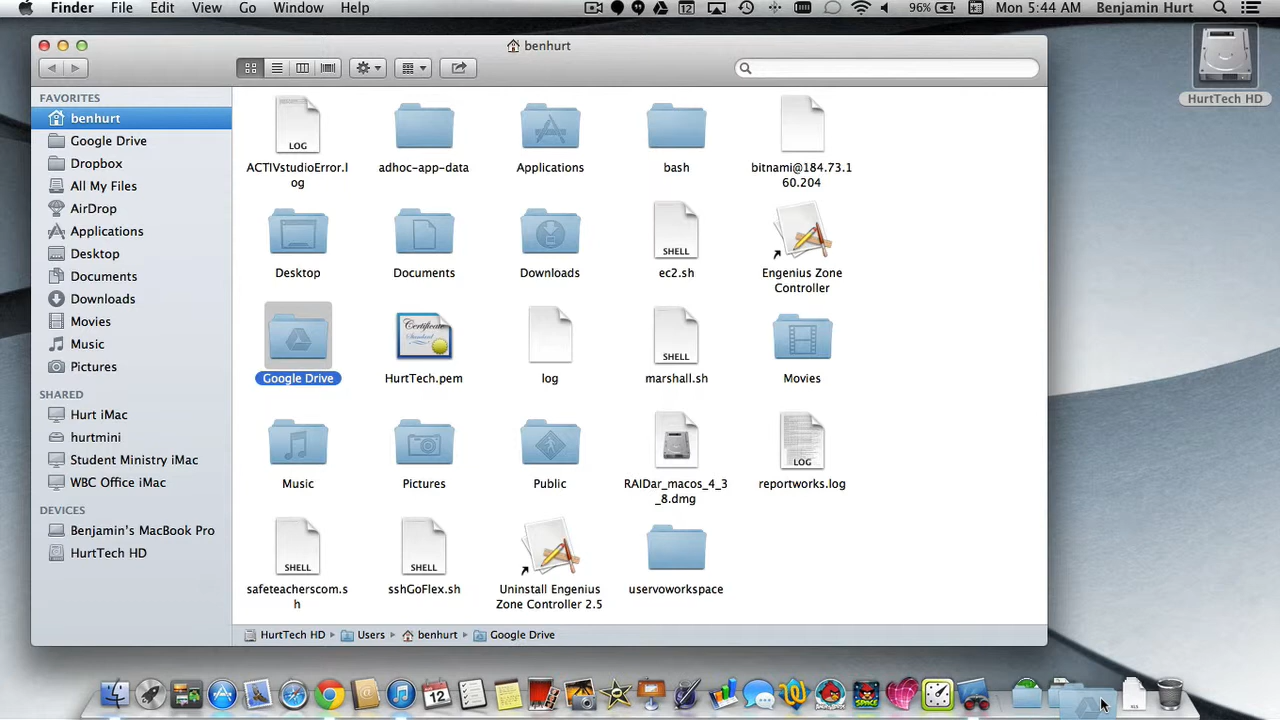 Finder File Edit View Go Window Help 12 96% Mon 5:44 AM Benjamin Hurt
benhurt
HurtTech HD
FAVORITES
benhurt
Google Drive
Dropbox
All My Files
AirDrop
Applications
Desktop
Documents
Downloads
Movies
Music
Pictures
SHARED
Hurt iMac
hurtmini
Student Ministry iMac
WBC Office iMac
DEVICES
Benjamin's MacBook Pro
HurtTech HD
LOG
ACTIVstudioError.l
og
adhoc-app-data
Applications
bash
bitnami@184.73.1
60.204
Desktop
Documents
Downloads
SHELL
ec2.sh
Engenius Zone
Controller
Google Drive
Certificate
Standard
HurtTech.pem
log
SHELL
marshall.sh
Movies
Music
Pictures
Public
RAIDar_macos_4_3
_8.dmg
LOG
reportworks.log
SHELL
safeteacherscom.s
h
SHELL
sshGoFlex.sh
Uninstall Engenius
Zone Controller 2.5
uservoworkspace
HurtTech HD Users benhurt Google Drive
12
SPACE
XLS